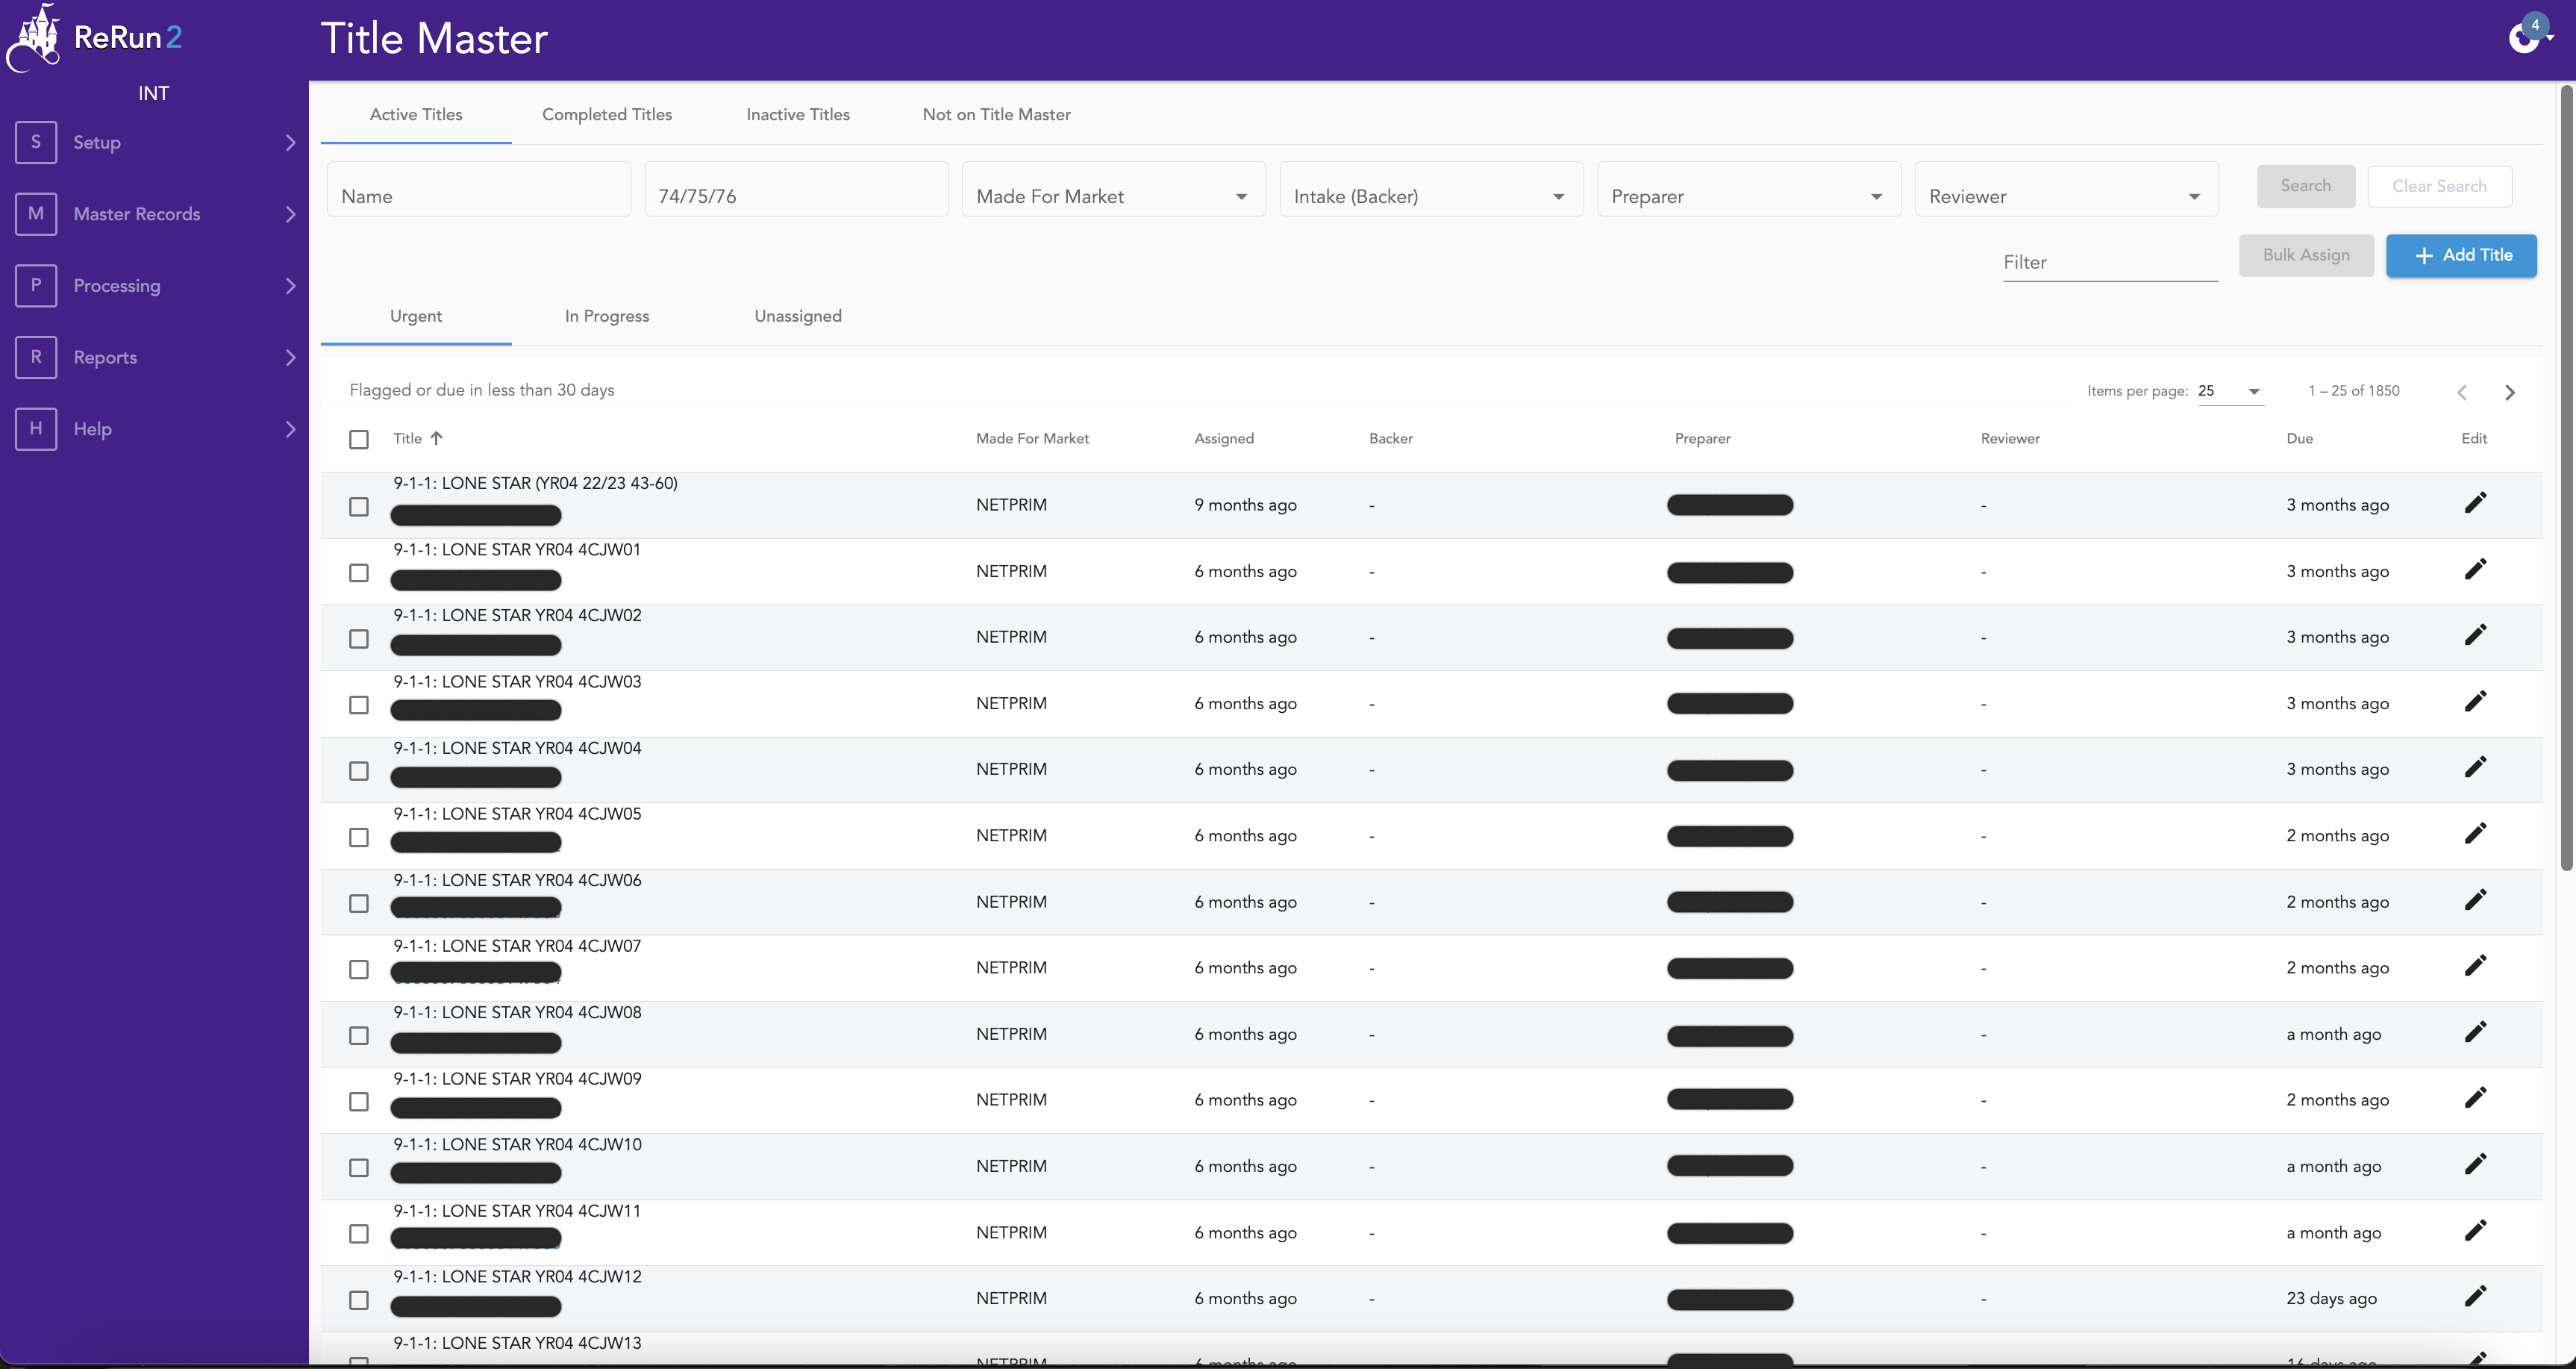 ReRun 2
Title Master
4
INT
S Setup
M Master Records
P Processing
R Reports
H Help
Active Titles Completed Titles Inactive Titles Not on Title Master
Name 74/75/76 Made For Market Intake (Backer) Preparer Reviewer Search Clear Search
Filter Bulk Assign + Add Title
Urgent In Progress Unassigned
Flagged or due in less than 30 days Items per page: 25 1 – 25 of 1850
Title Made For Market Assigned Backer Preparer Reviewer Due Edit
9-1-1: LONE STAR (YR04 22/23 43-60)
NETPRIM 9 months ago - - 3 months ago
9-1-1: LONE STAR YR04 4CJW01
NETPRIM 6 months ago - - 3 months ago
9-1-1: LONE STAR YR04 4CJW02
NETPRIM 6 months ago - - 3 months ago
9-1-1: LONE STAR YR04 4CJW03
NETPRIM 6 months ago - - 3 months ago
9-1-1: LONE STAR YR04 4CJW04
NETPRIM 6 months ago - - 3 months ago
9-1-1: LONE STAR YR04 4CJW05
NETPRIM 6 months ago - - 2 months ago
9-1-1: LONE STAR YR04 4CJW06
NETPRIM 6 months ago - - 2 months ago
9-1-1: LONE STAR YR04 4CJW07
NETPRIM 6 months ago - - 2 months ago
9-1-1: LONE STAR YR04 4CJW08
NETPRIM 6 months ago - - a month ago
9-1-1: LONE STAR YR04 4CJW09
NETPRIM 6 months ago - - 2 months ago
9-1-1: LONE STAR YR04 4CJW10
NETPRIM 6 months ago - - a month ago
9-1-1: LONE STAR YR04 4CJW11
NETPRIM 6 months ago - - a month ago
9-1-1: LONE STAR YR04 4CJW12
NETPRIM 6 months ago - - 23 days ago
9-1-1: LONE STAR YR04 4CJW13
NETPRIM 6 months ago 16 days ago